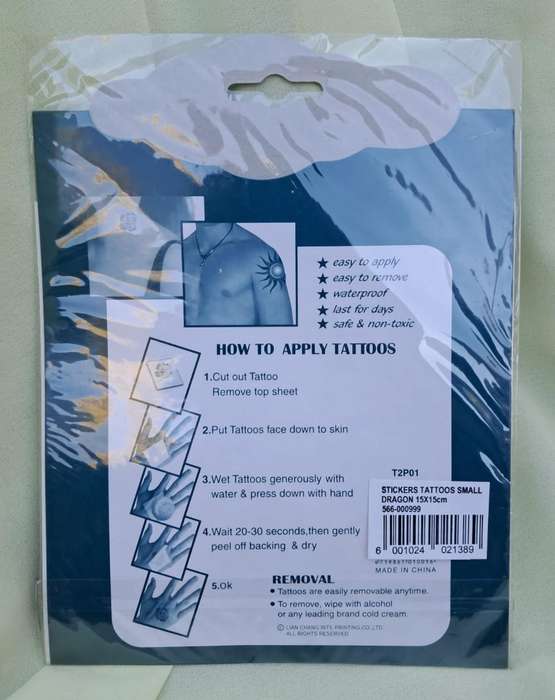 ★ easy to apply
★ easy to remove
★ waterproof
★ last for days
★ safe & non-toxic
HOW TO APPLY TATTOOS
1.Cut out Tattoo
Remove top sheet
2.Put Tattoos face down to skin
3.Wet Tattoos generously with
water & press down with hand
4.Wait 20-30 seconds,then gently
peel off backing & dry
5.Ok
T2P01
STICKERS TATTOOS SMALL
DRAGON 15X15cm
566-000999
6 001024 021389
MADE IN CHINA
REMOVAL
• Tattoos are easily removable anytime.
• To remove, wipe with alcohol
or any leading brand cold cream.
ALL RIGHTS RESERVED